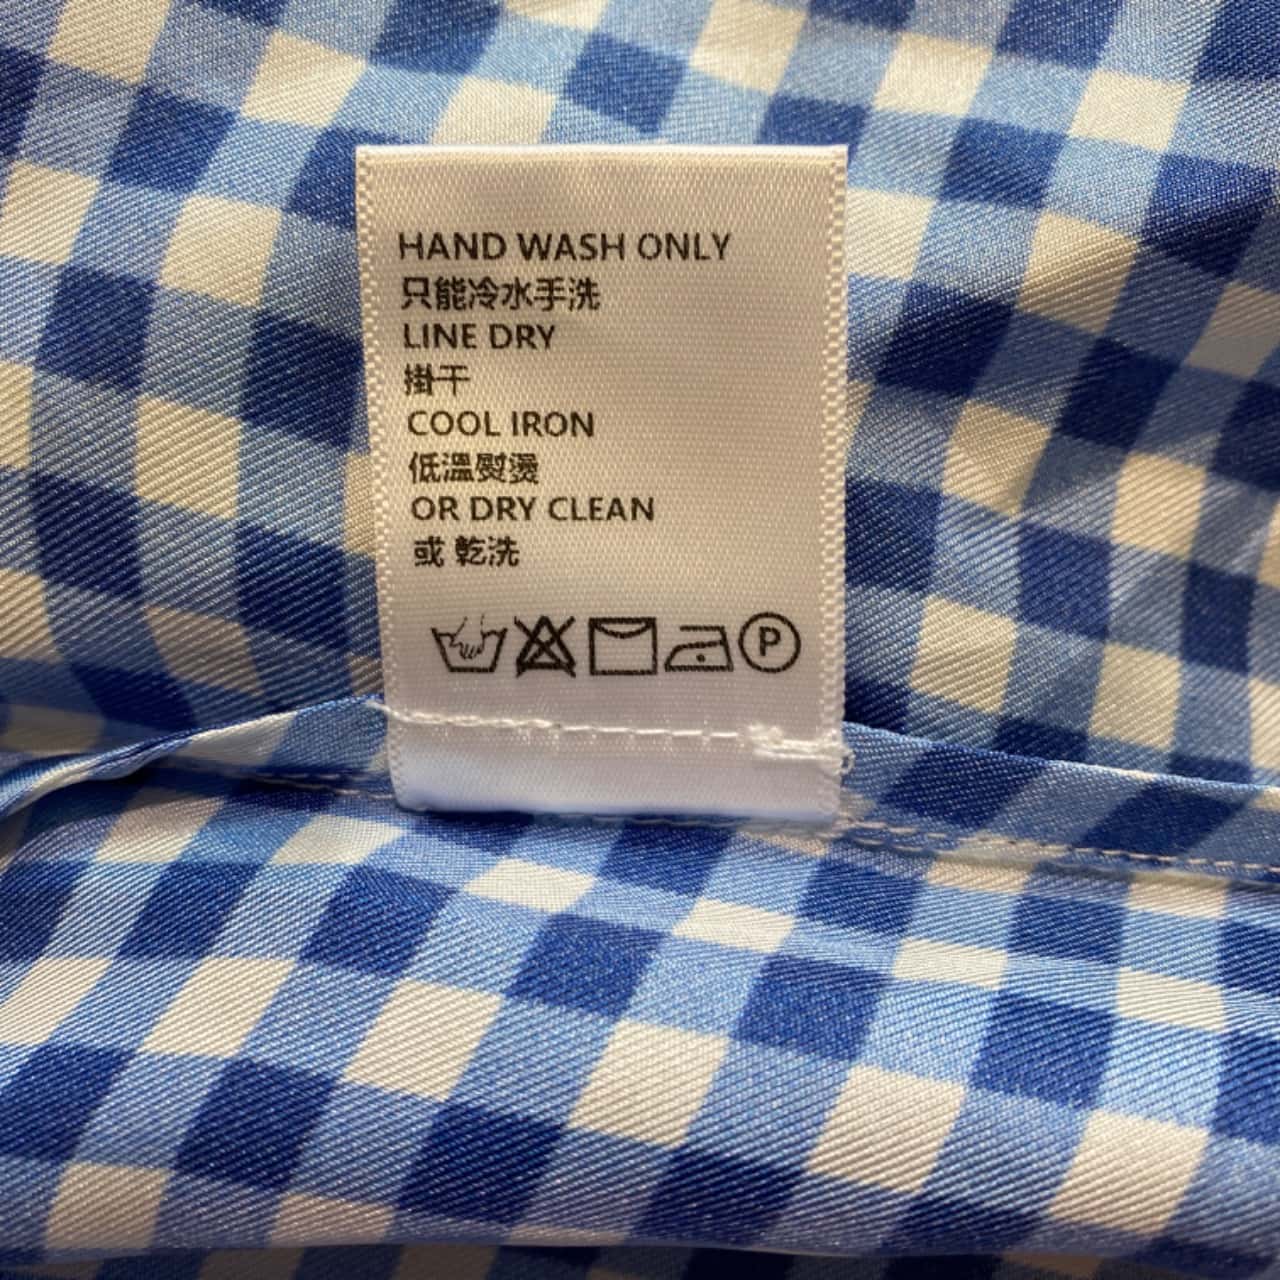 HAND WASH ONLY
只能冷水手洗
LINE DRY
掛干
COOL IRON
低溫熨燙
OR DRY CLEAN
或 乾洗
P